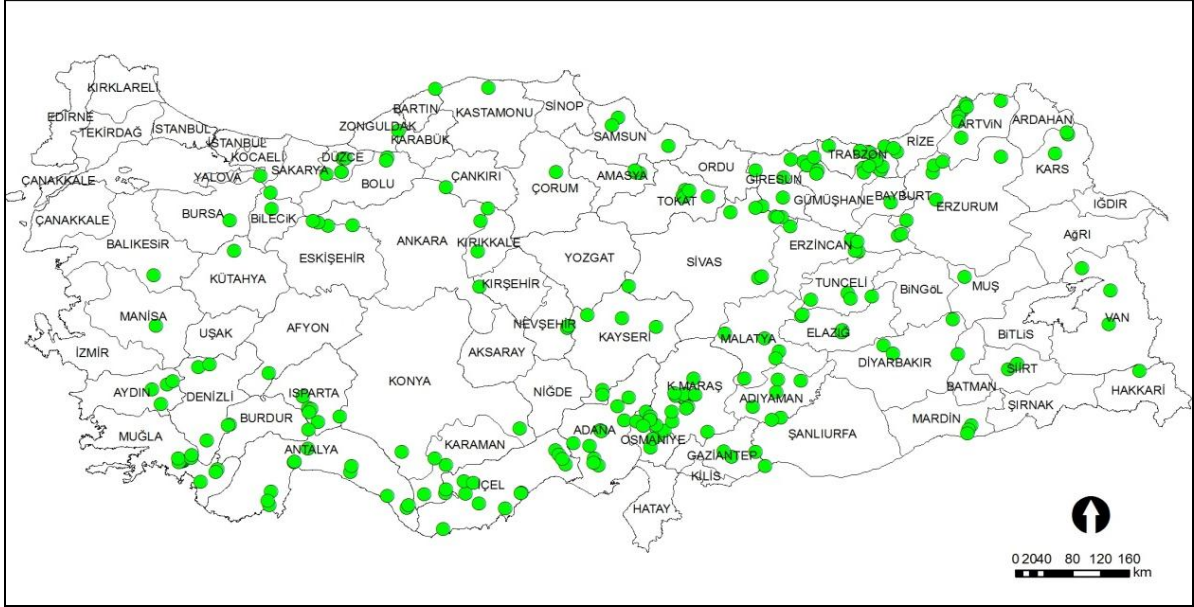 KIRKLARELİ
EDİRNE
TEKİRDAĞ
İSTANBUL
İSTANBUL
KOCAELİ
YALOVA
SAKARYA
DÜZCE
ZONGULDAK
BARTIN
KARABÜK
KASTAMONU
SİNOP
SAMSUN
BOLU
ÇANKIRI
ÇORUM
AMASYA
TOKAT
ORDU
GİRESUN
TRABZON
RİZE
ARTVİN
ARDAHAN
KARS
GÜMÜŞHANE
BAYBURT
ERZURUM
IĞDIR
AğRI
ÇANAKKALE
ÇANAKKALE
BURSA
BİLECİK
BALIKESİR
KÜTAHYA
ESKİŞEHİR
ANKARA
KIRIKKALE
KIRŞEHİR
YOZGAT
SİVAS
ERZİNCAN
TUNCELİ
BİNGöL
MUŞ
MANİSA
UŞAK
AFYON
İZMİR
AYDIN
DENİZLİ
ISPARTA
BURDUR
KONYA
AKSARAY
NEVŞEHİR
KAYSERİ
NİĞDE
MALATYA
ELAZIĞ
DİYARBAKIR
BİTLİS
VAN
SİİRT
BATMAN
HAKKARİ
ŞIRNAK
MARDİN
MUĞLA
ANTALYA
KARAMAN
İÇEL
ADANA
K.MARAŞ
OSMANİYE
ADIYAMAN
ŞANLIURFA
GAZİANTEP
KİLİS
HATAY
0 20 40 80 120 160
km